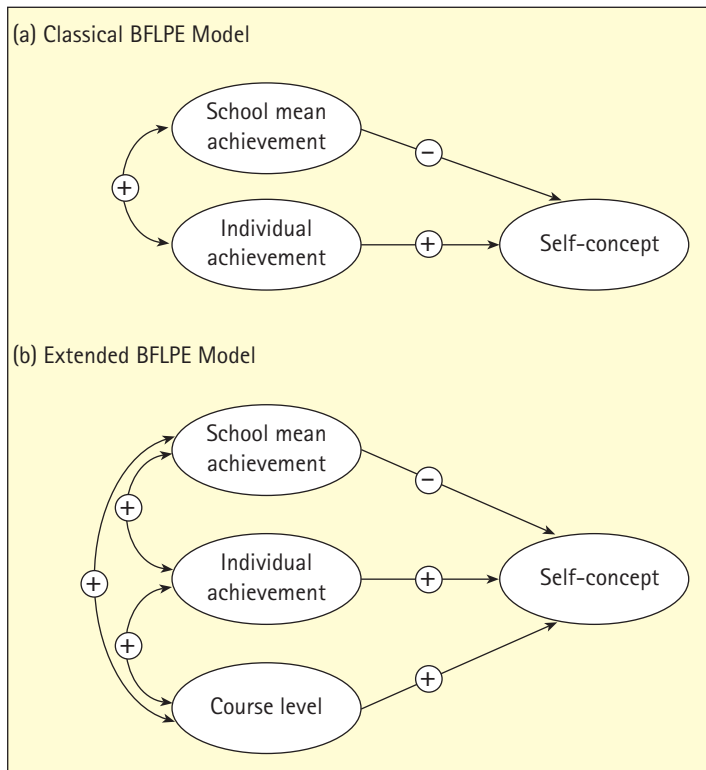 (a) Classical BFLPE Model
School mean
achievement
−
+
Individual
achievement
+
Self-concept
(b) Extended BFLPE Model
School mean
achievement
−
+
+
Individual
achievement
+
Self-concept
+
+
Course level